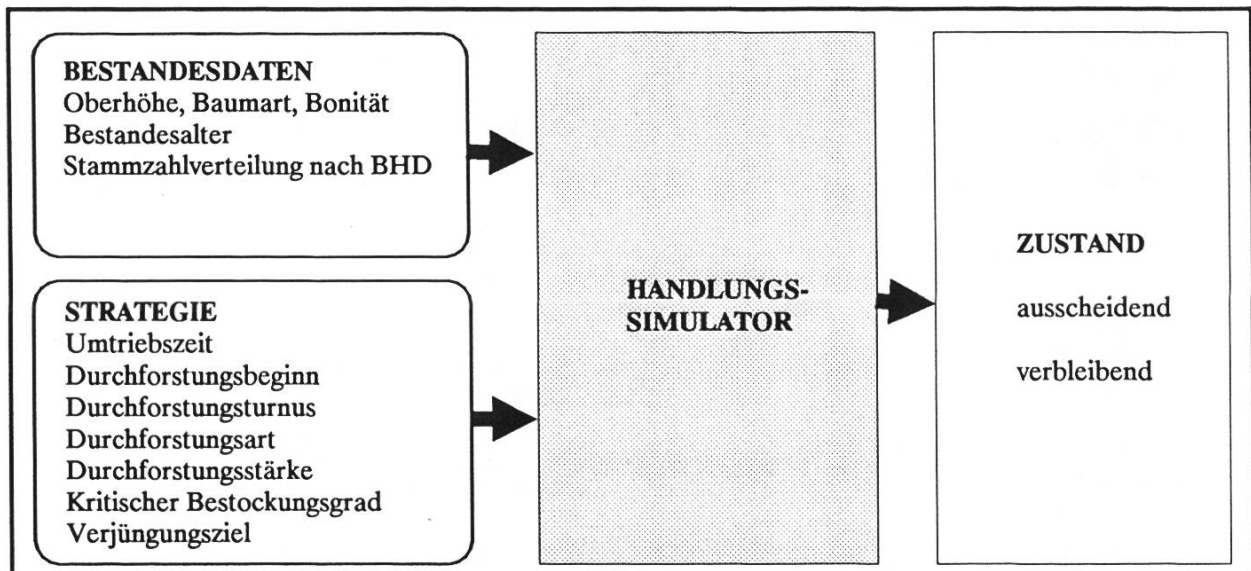 BESTANDESDATEN
Oberhöhe, Baumart, Bonität
Bestandesalter
Stammzahlverteilung nach BHD
STRATEGIE
Umtriebszeit
Durchforstungsbeginn
Durchforstungsturnus
Durchforstungsart
Durchforstungsstärke
Kritischer Bestockungsgrad
Verjüngungsziel
HANDLUNGS-
SIMULATOR
ZUSTAND
ausscheidend
verbleibend